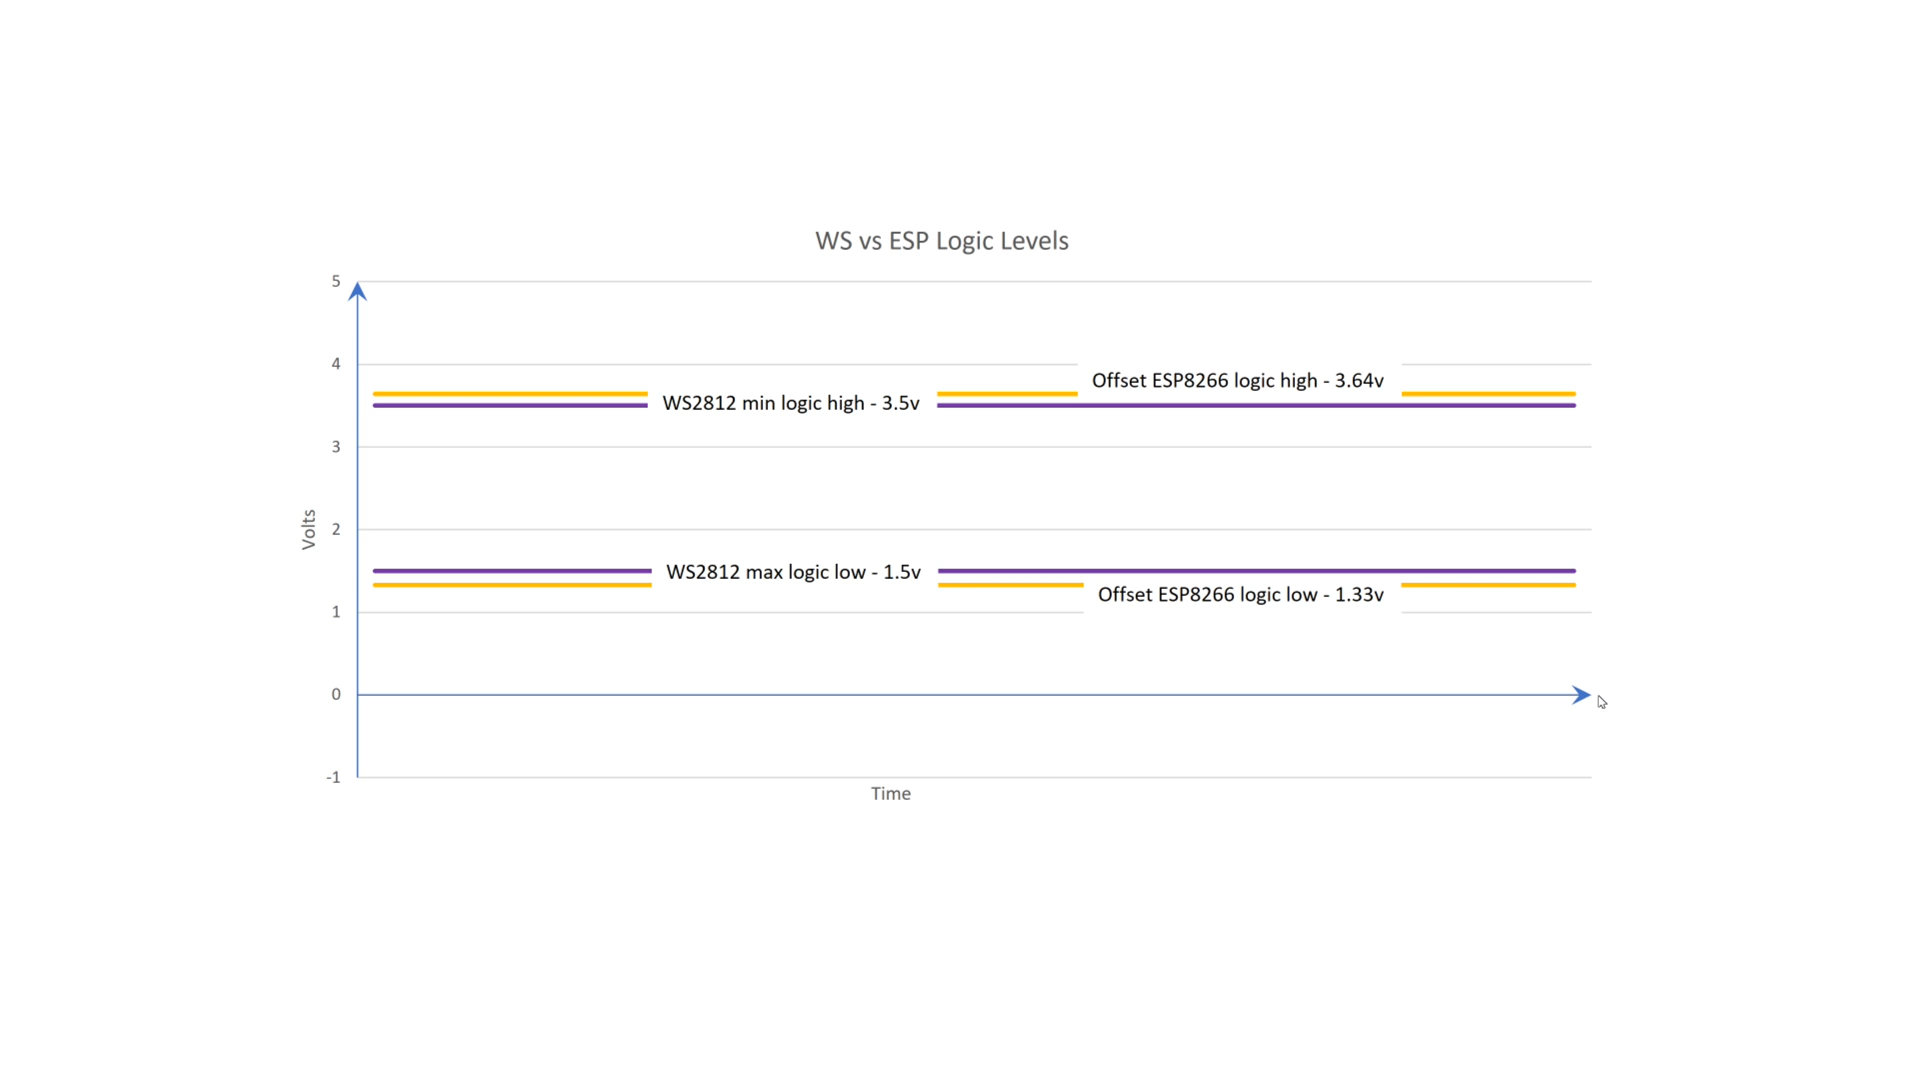 WS vs ESP Logic Levels
5
4
Offset ESP8266 logic high - 3.64v
WS2812 min logic high - 3.5v
3
2
Volts
WS2812 max logic low - 1.5v
Offset ESP8266 logic low - 1.33v
1
0
-1
Time